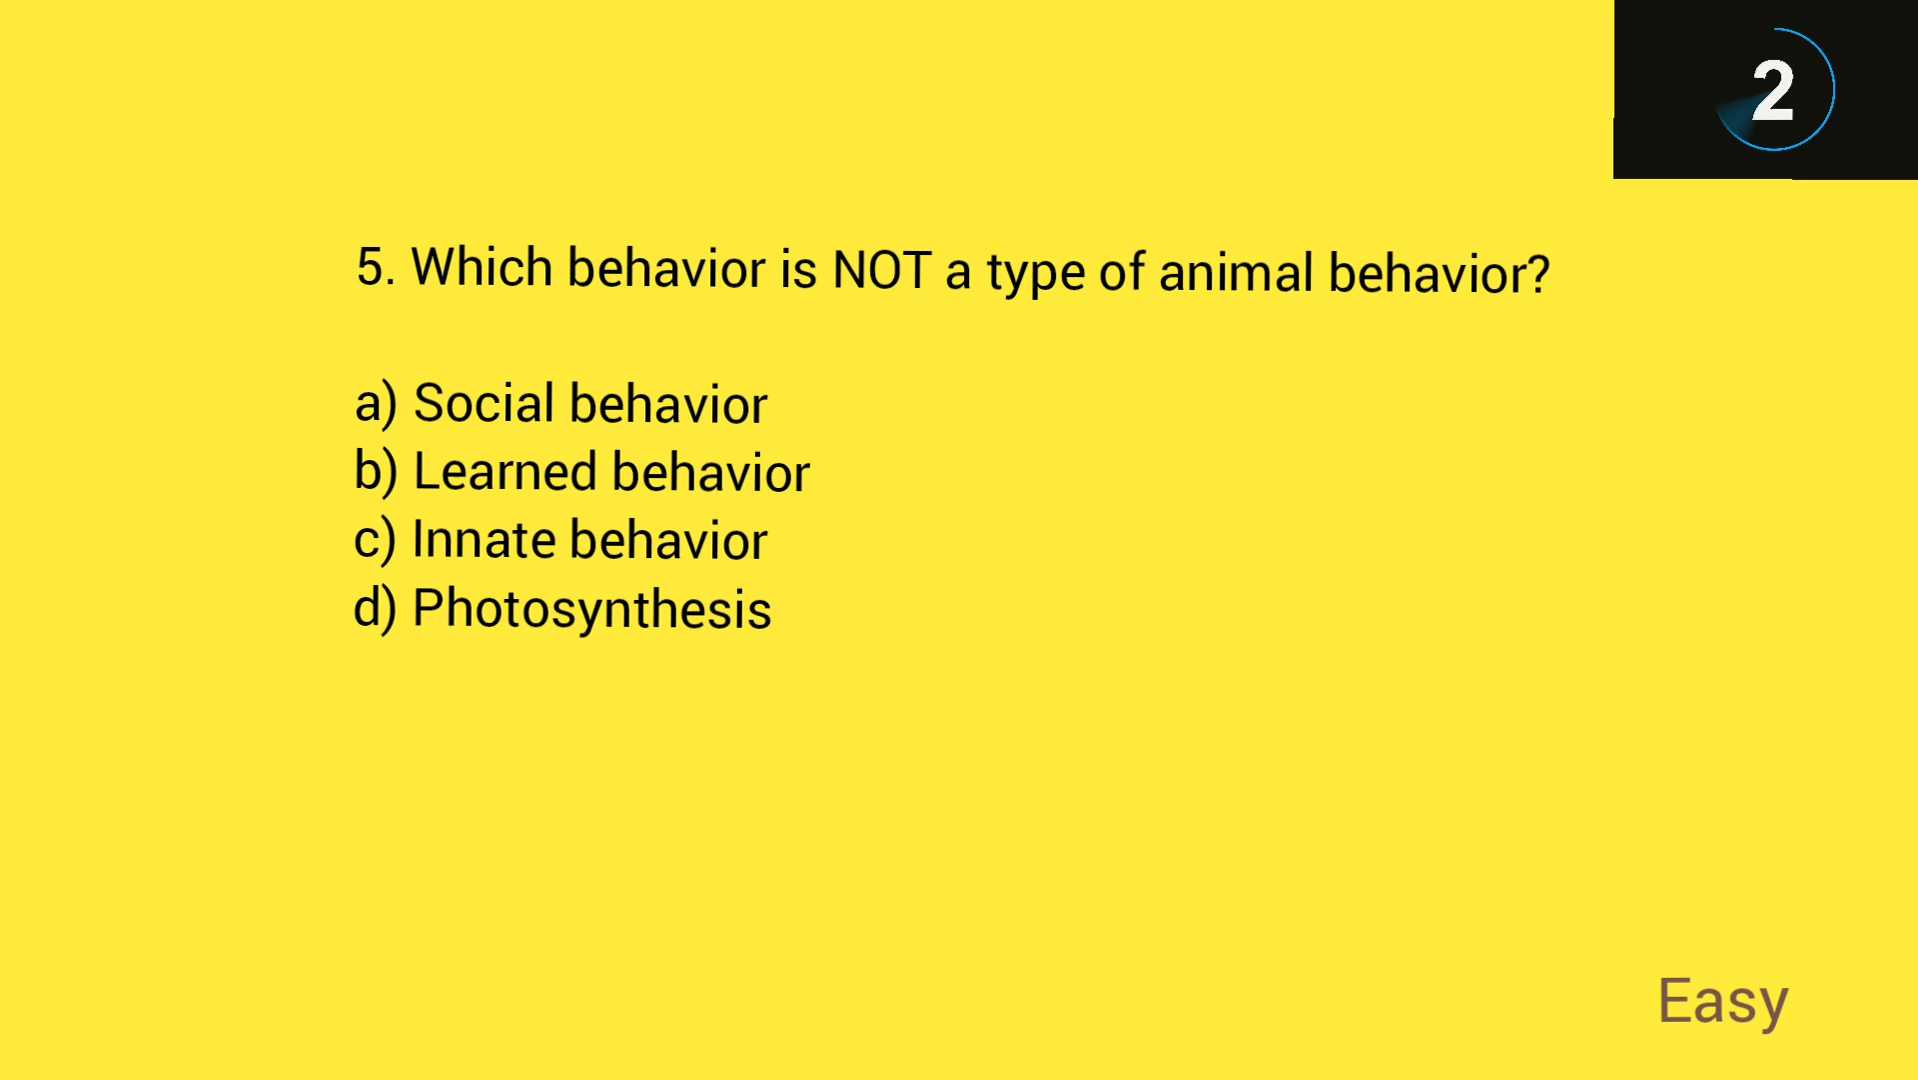 2
5. Which behavior is NOT a type of animal behavior?
a) Social behavior
b) Learned behavior
c) Innate behavior
d) Photosynthesis
Easy